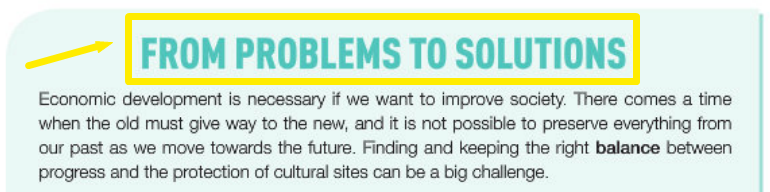 FROM PROBLEMS TO SOLUTIONS
Economic development is necessary if we want to improve society. There comes a time
when the old must give way to the new, and it is not possible to preserve everything from
our past as we move towards the future. Finding and keeping the right balance between
progress and the protection of cultural sites can be a big challenge.